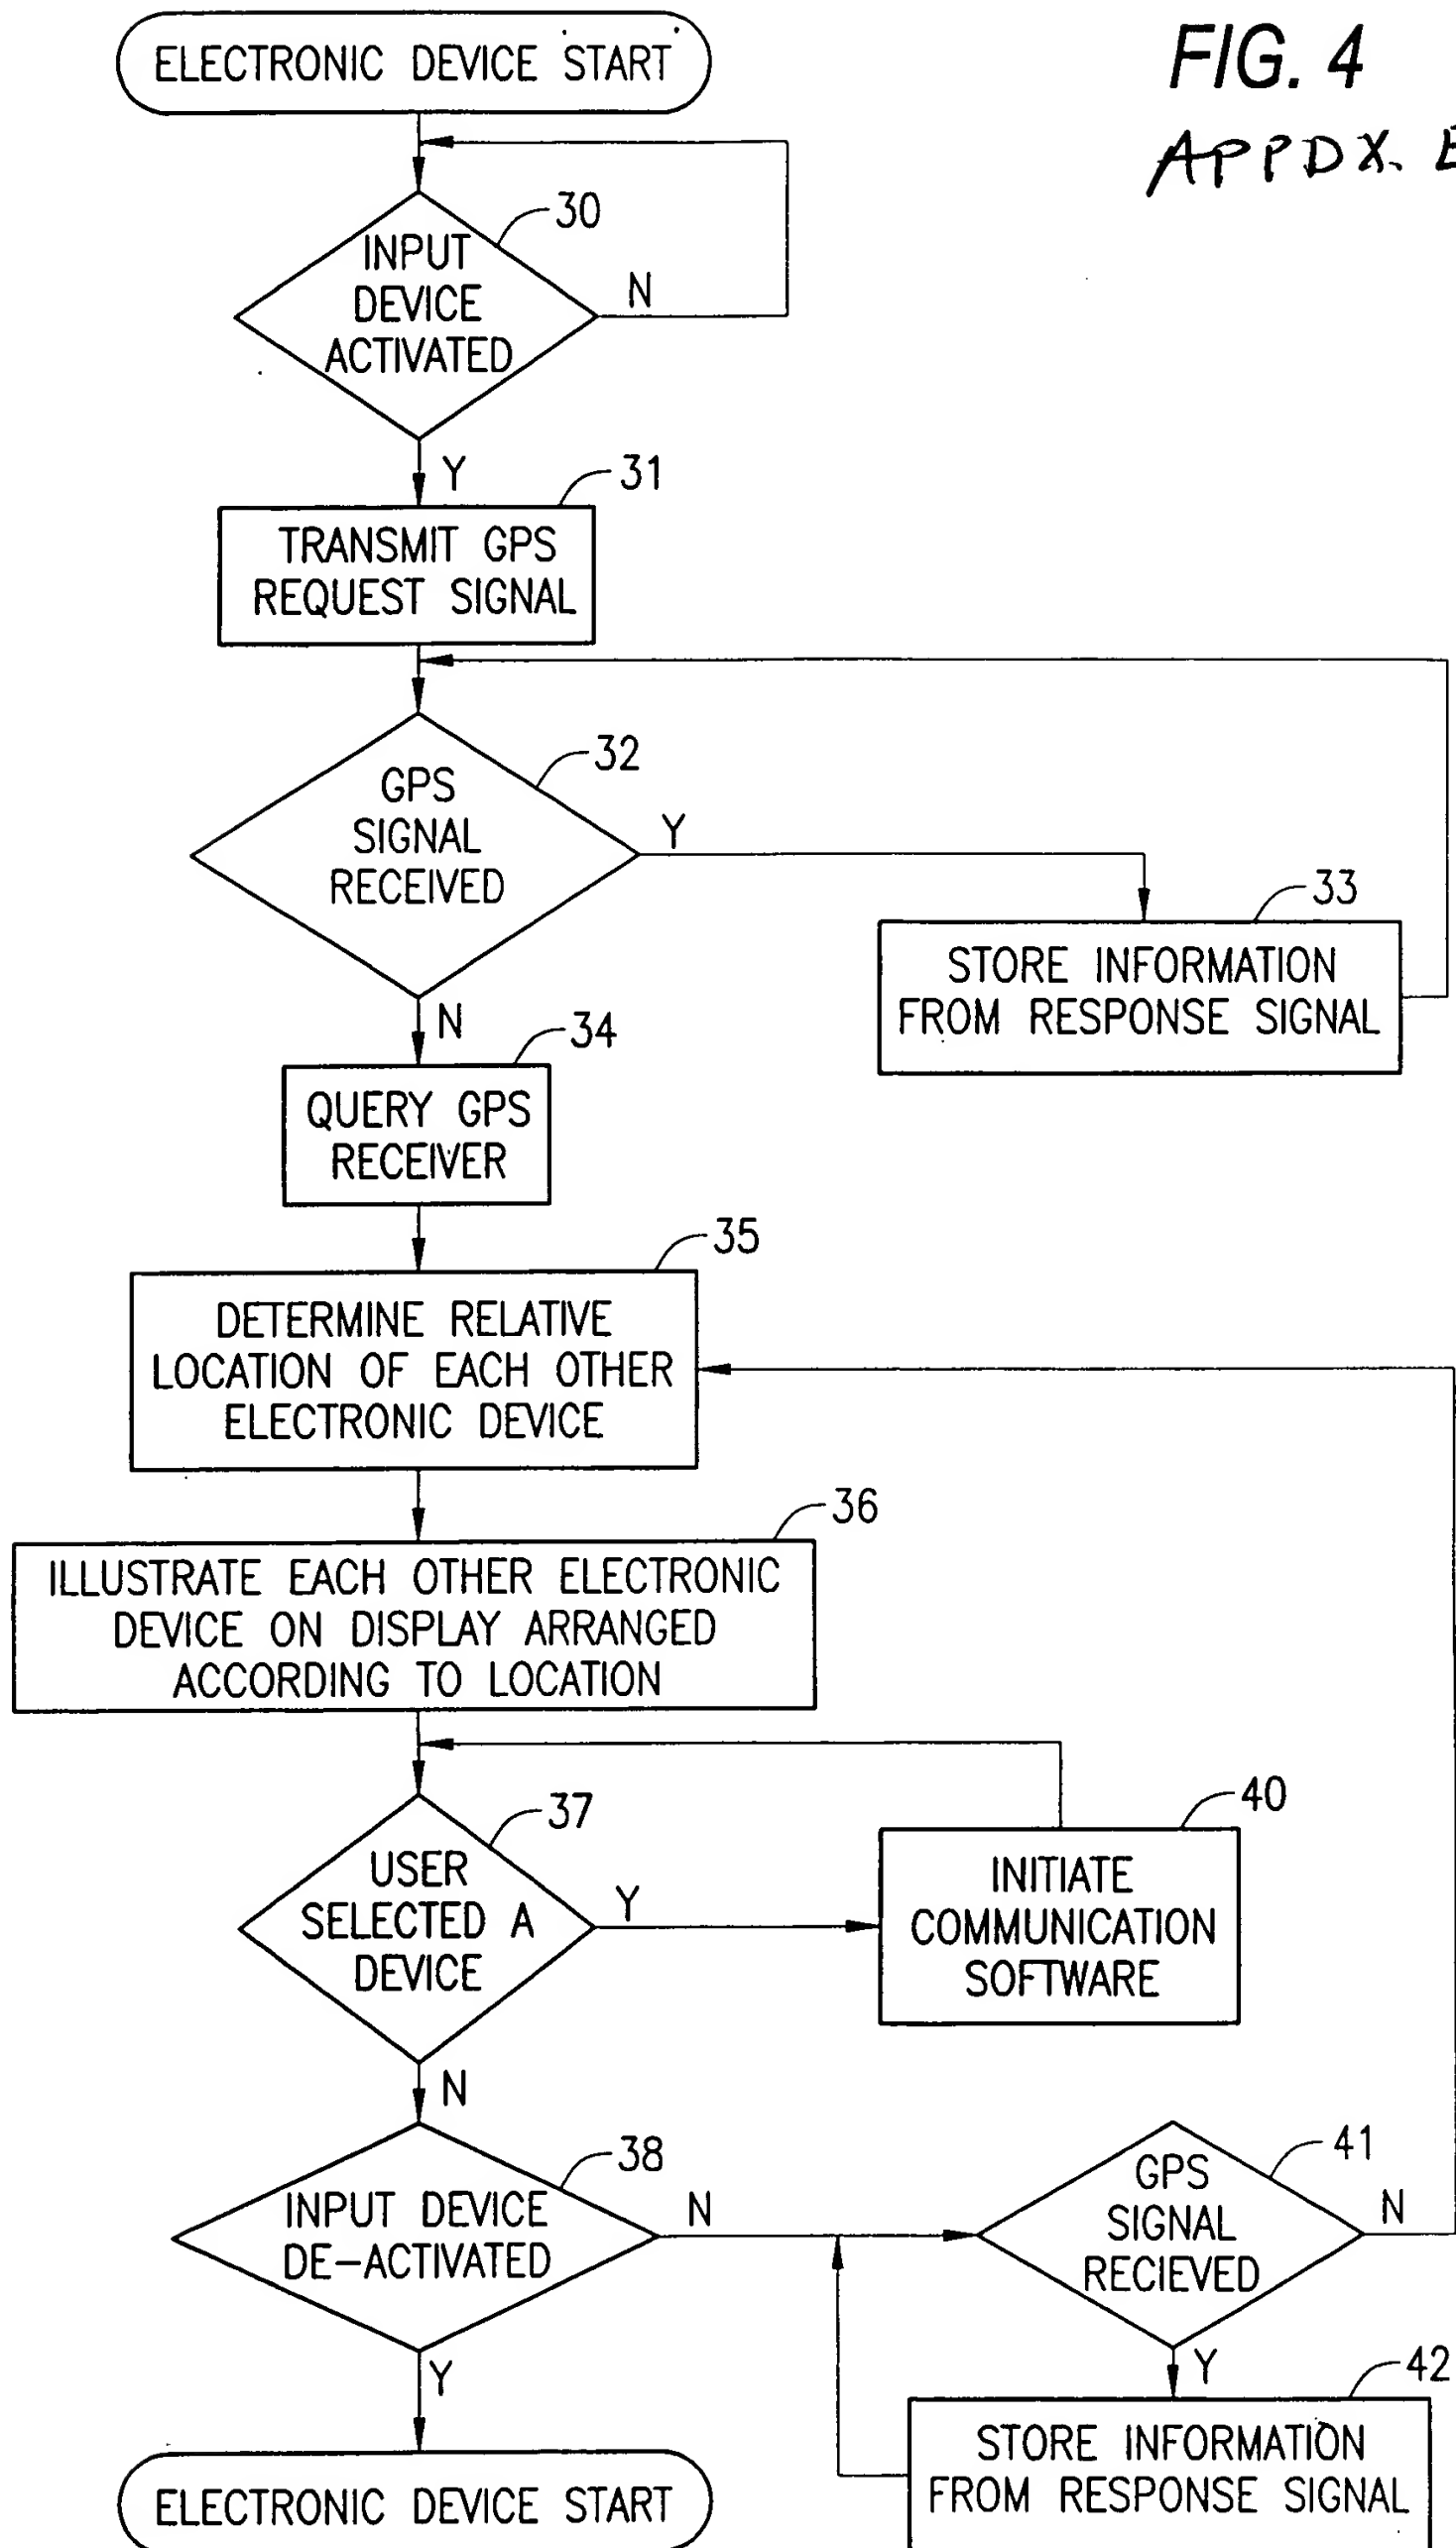 ELECTRONIC DEVICE START
FIG. 4
APPDX.
30
INPUT
DEVICE
ACTIVATED
N
Y
31
TRANSMIT GPS
REQUEST SIGNAL
32
GPS
SIGNAL
RECEIVED
Y
33
STORE INFORMATION
FROM RESPONSE SIGNAL
N
34
QUERY GPS
RECEIVER
35
DETERMINE RELATIVE
LOCATION OF EACH OTHER
ELECTRONIC DEVICE
36
ILLUSTRATE EACH OTHER ELECTRONIC
DEVICE ON DISPLAY ARRANGED
ACCORDING TO LOCATION
37
USER
SELECTED A
DEVICE
Y
40
INITIATE
COMMUNICATION
SOFTWARE
N
38
INPUT DEVICE
DE-ACTIVATED
N
41
GPS
SIGNAL
RECIEVED
N
Y
Y
42
STORE INFORMATION
FROM RESPONSE SIGNAL
ELECTRONIC DEVICE START